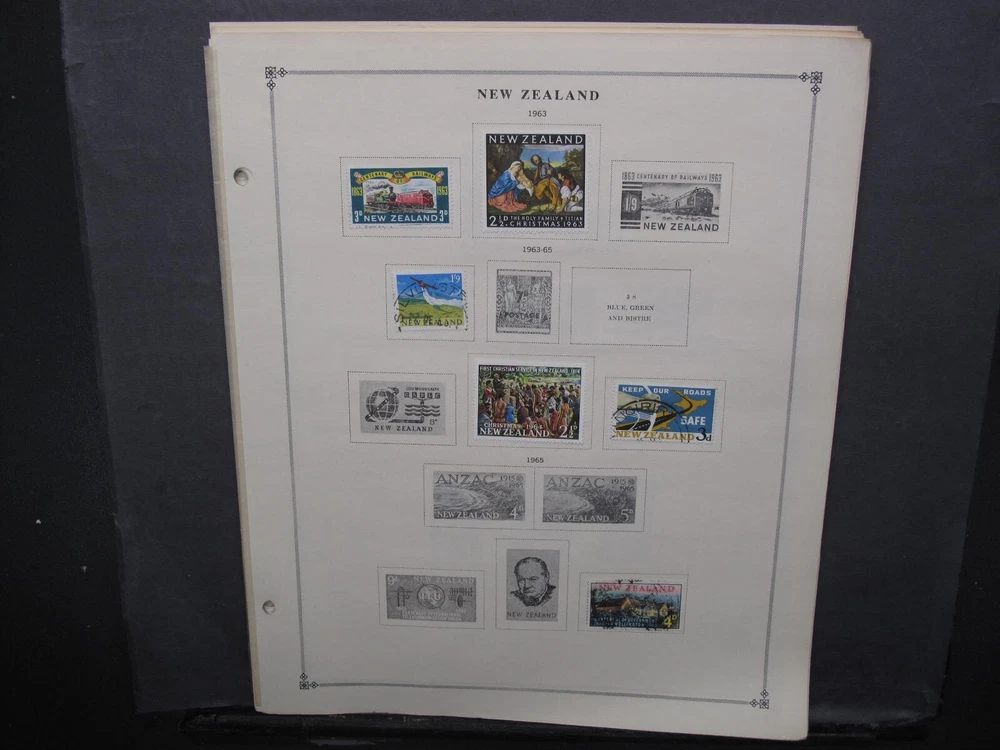 NEW ZEALAND
1963
CENTENARY OF RAILWAYS
1863 1963
3D 3D
NEW ZEALAND
NEW ZEALAND
2½D THE HOLY FAMILY • TITIAN
CHRISTMAS 1963
1863 CENTENARY OF RAILWAYS 1963
1/9
NEW ZEALAND
1963-65
1'9
NEW ZEALAND
7
POSTAGE
3 S
BLUE, GREEN
AND BISTRE
8D
NEW ZEALAND
FIRST CHRISTIAN SERVICE IN NEW ZEALAND 1814
CHRISTMAS 1964
NEW ZEALAND 2½D
KEEP OUR ROADS
SAFE
NEW ZEALAND 3d
1965
ANZAC 1915 1965
NEW ZEALAND 4D
ANZAC 1915 1965
NEW ZEALAND 5D
9D NEW ZEALAND
ITU
NEW ZEALAND
NEW ZEALAND
4D
WELLINGTON